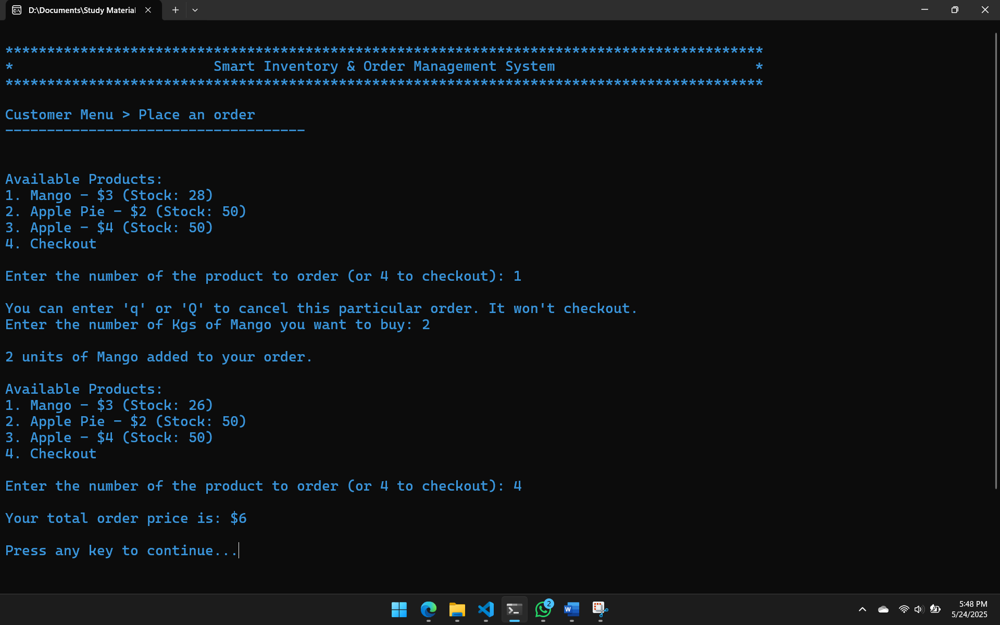 D:\Documents\Study Material
*******************************************************************************************
* Smart Inventory & Order Management System *
*******************************************************************************************
Customer Menu > Place an order
------------------------------------
Available Products:
1. Mango - $3 (Stock: 28)
2. Apple Pie - $2 (Stock: 50)
3. Apple - $4 (Stock: 50)
4. Checkout
Enter the number of the product to order (or 4 to checkout): 1
You can enter 'q' or 'Q' to cancel this particular order. It won't checkout.
Enter the number of Kgs of Mango you want to buy: 2
2 units of Mango added to your order.
Available Products:
1. Mango - $3 (Stock: 26)
2. Apple Pie - $2 (Stock: 50)
3. Apple - $4 (Stock: 50)
4. Checkout
Enter the number of the product to order (or 4 to checkout): 4
Your total order price is: $6
Press any key to continue...
2
5:48 PM
5/24/2025